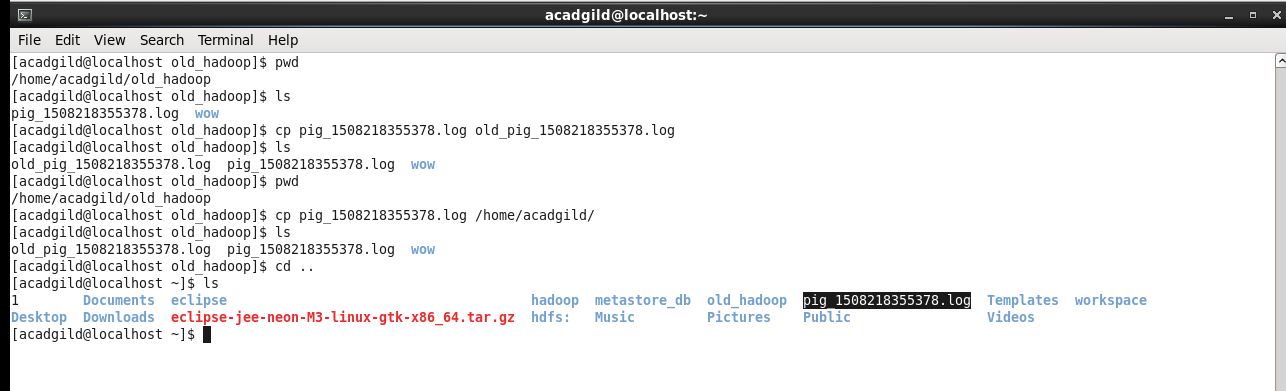 acadgild@localhost:~
File Edit View Search Terminal Help
[acadgild@localhost old_hadoop]$ pwd
/home/acadgild/old_hadoop
[acadgild@localhost old_hadoop]$ ls
pig_1508218355378.log  wow
[acadgild@localhost old_hadoop]$ cp pig_1508218355378.log old_pig_1508218355378.log
[acadgild@localhost old_hadoop]$ ls
old_pig_1508218355378.log  pig_1508218355378.log  wow
[acadgild@localhost old_hadoop]$ pwd
/home/acadgild/old_hadoop
[acadgild@localhost old_hadoop]$ cp pig_1508218355378.log /home/acadgild/
[acadgild@localhost old_hadoop]$ ls
old_pig_1508218355378.log  pig_1508218355378.log  wow
[acadgild@localhost old_hadoop]$ cd ..
[acadgild@localhost ~]$ ls
1        Documents  eclipse                                      hadoop  metastore_db  old_hadoop  pig_1508218355378.log  Templates  workspace
Desktop  Downloads  eclipse-jee-neon-M3-linux-gtk-x86_64.tar.gz  hdfs:   Music         Pictures    Public                 Videos
[acadgild@localhost ~]$